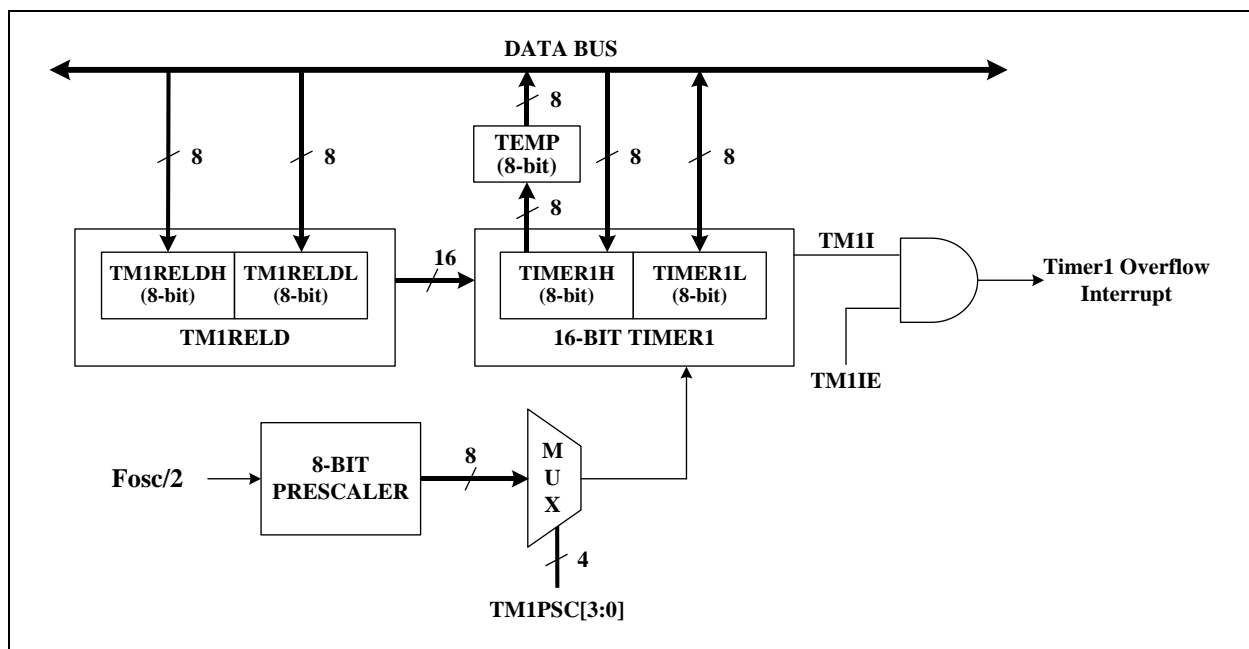 DATA BUS
8
TEMP
(8-bit)
8
8
8
8
8
TM1RELDH
(8-bit)
TM1RELDL
(8-bit)
TM1RELD
16
TIMER1H
(8-bit)
TIMER1L
(8-bit)
16-BIT TIMER1
TM1I
TM1IE
Timer1 Overflow
Interrupt
Fosc/2
8-BIT
PRESCALER
8
M
U
X
4
TM1PSC[3:0]